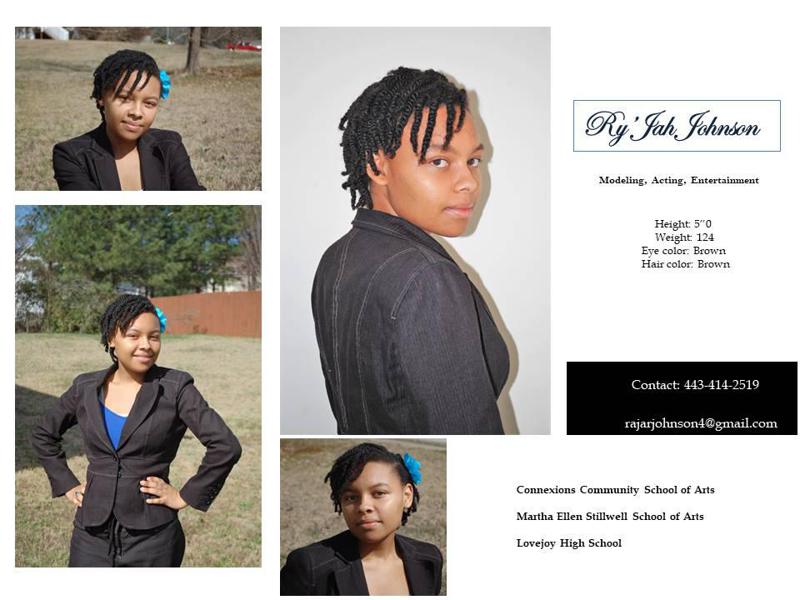 Ry'Jah Johnson
Modeling, Acting, Entertainment
Height: 5”0
Weight: 124
Eye color: Brown
Hair color: Brown
Contact: 443-414-2519
rajarjohnson4@gmail.com
Connexions Community School of Arts
Martha Ellen Stillwell School of Arts
Lovejoy High School